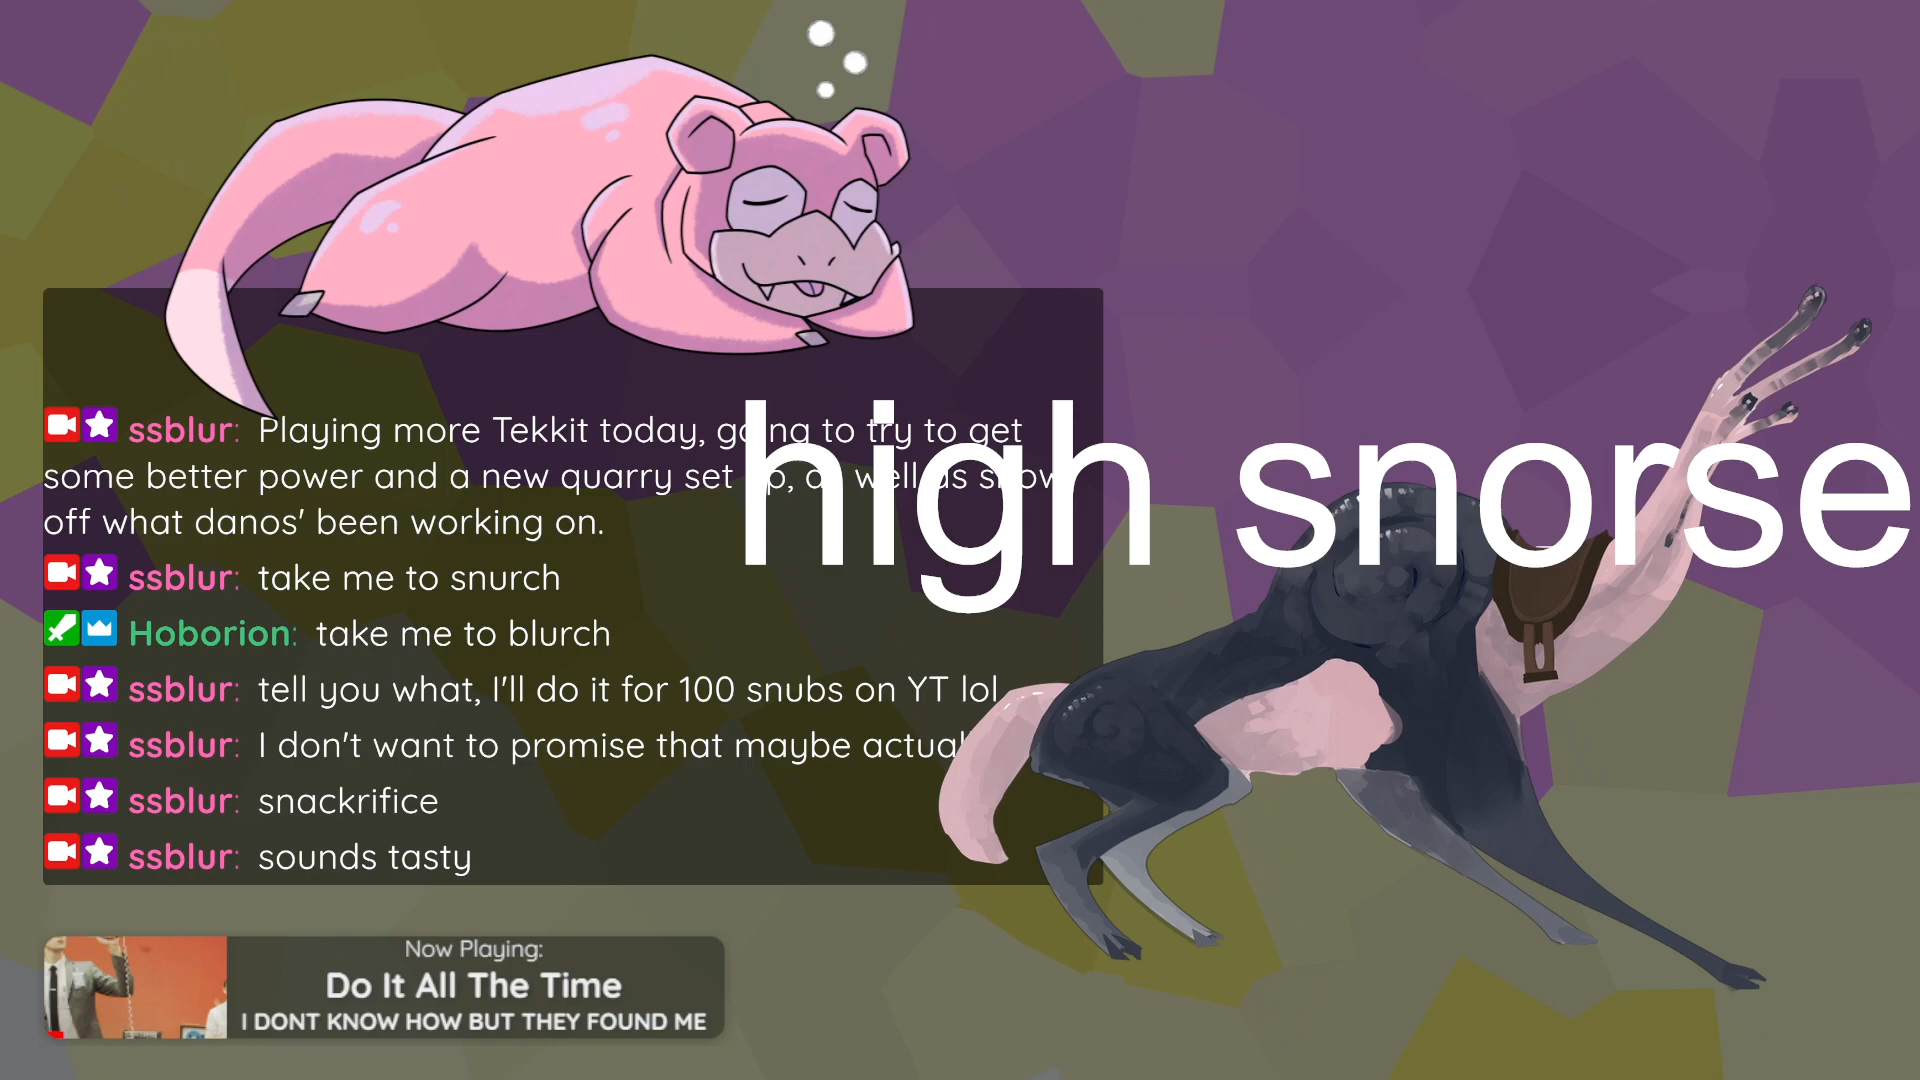 ssblur: Playing more Tekkit today, going to try to get
some better power and a new quarry set up, as well as show
off what danos' been working on.
ssblur: take me to snurch
Hoborion: take me to blurch
ssblur: tell you what, I'll do it for 100 snubs on YT lol
ssblur: I don't want to promise that maybe
ssblur: snackrifice
ssblur: sounds tasty
high snorse
Now Playing:
Do It All The Time
I DONT KNOW HOW BUT THEY FOUND ME